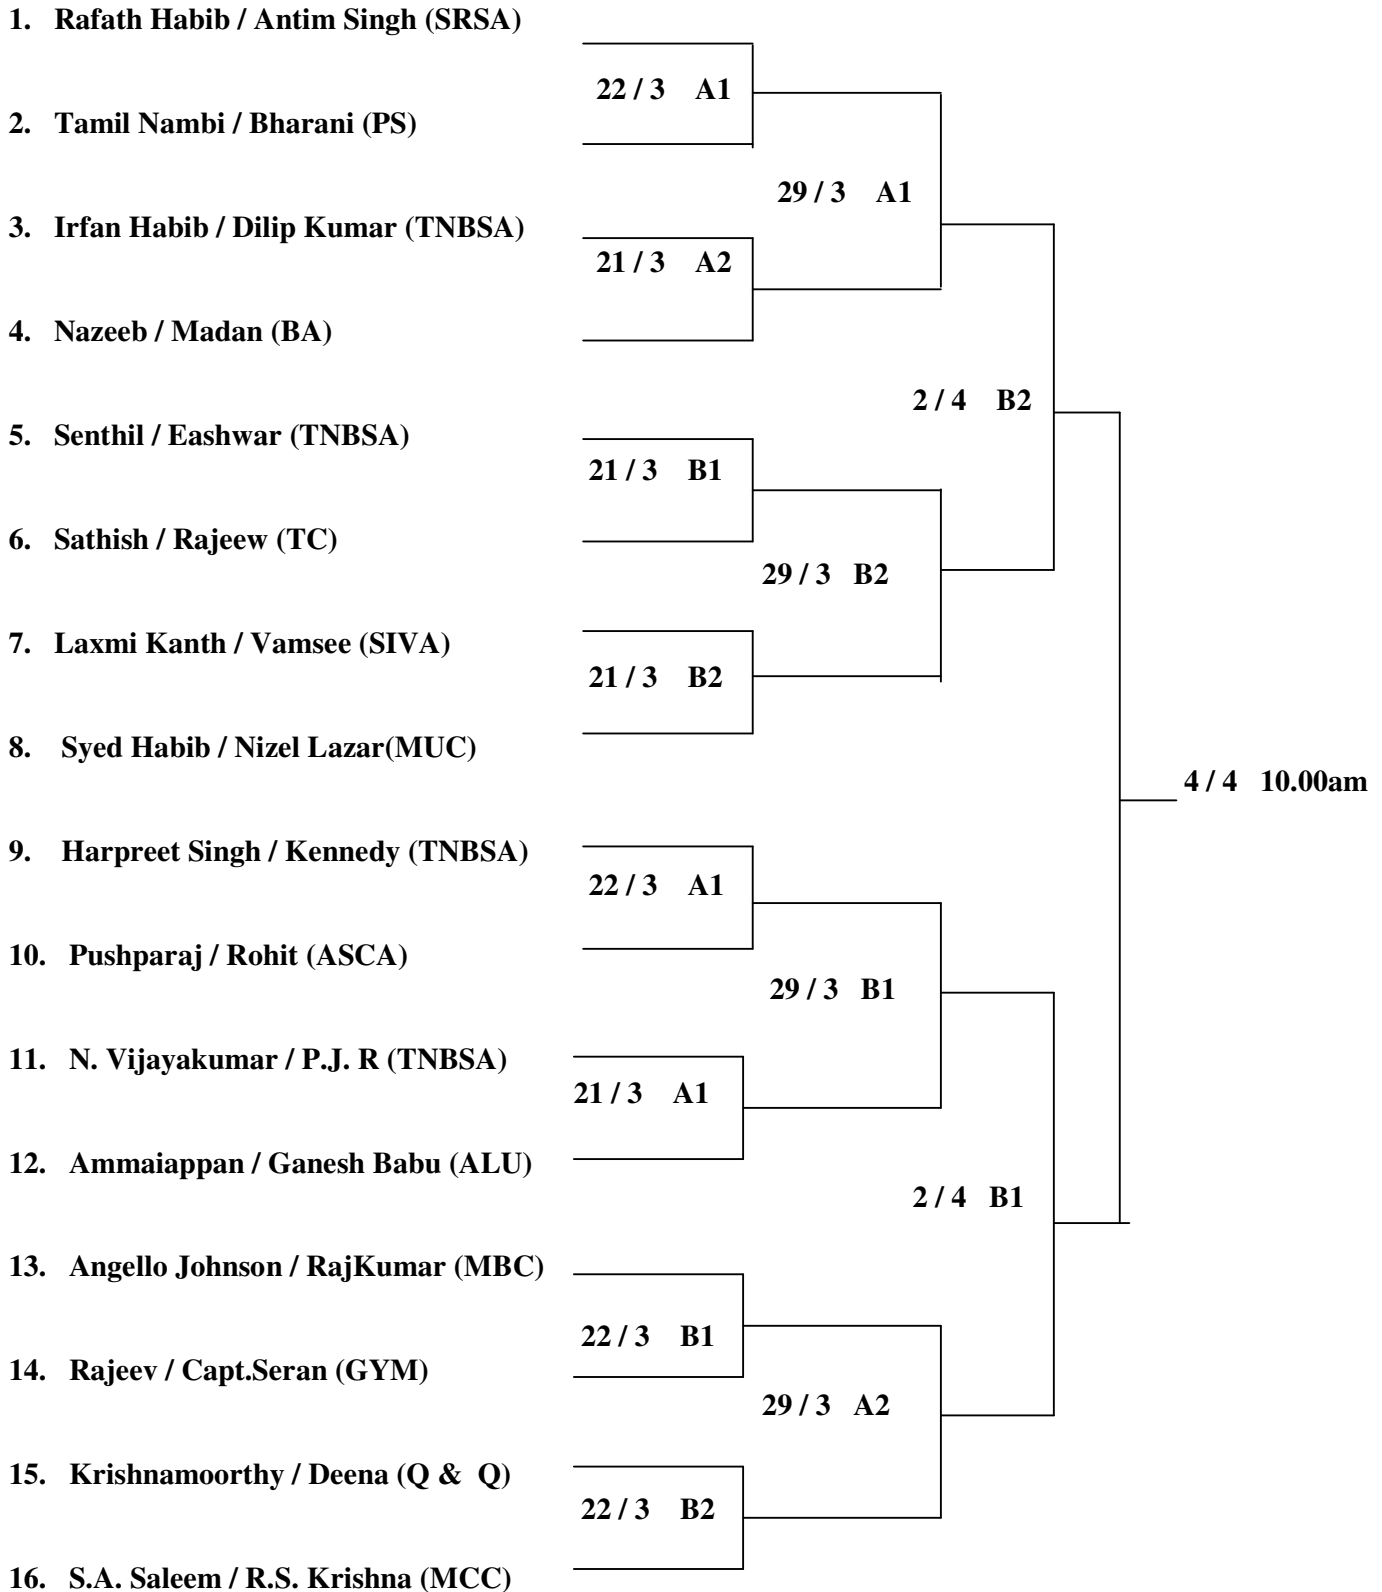 1. Rafath Habib / Antim Singh (SRSA)
22 / 3 A1
2. Tamil Nambi / Bharani (PS)
29 / 3 A1
3. Irfan Habib / Dilip Kumar (TNBSA)
21 / 3 A2
4. Nazeeb / Madan (BA)
2 / 4 B2
5. Senthil / Eashwar (TNBSA)
21 / 3 B1
6. Sathish / Rajeew (TC)
29 / 3 B2
7. Laxmi Kanth / Vamsee (SIVA)
21 / 3 B2
8. Syed Habib / Nizel Lazar(MUC)
4 / 4 10.00am
9. Harpreet Singh / Kennedy (TNBSA)
22 / 3 A1
10. Pushparaj / Rohit (ASCA)
29 / 3 B1
11. N. Vijayakumar / P.J. R (TNBSA)
21 / 3 A1
12. Ammaiappan / Ganesh Babu (ALU)
2 / 4 B1
13. Angello Johnson / RajKumar (MBC)
22 / 3 B1
14. Rajeev / Capt.Seran (GYM)
29 / 3 A2
15. Krishnamoorthy / Deena (Q & Q)
22 / 3 B2
16. S.A. Saleem / R.S. Krishna (MCC)